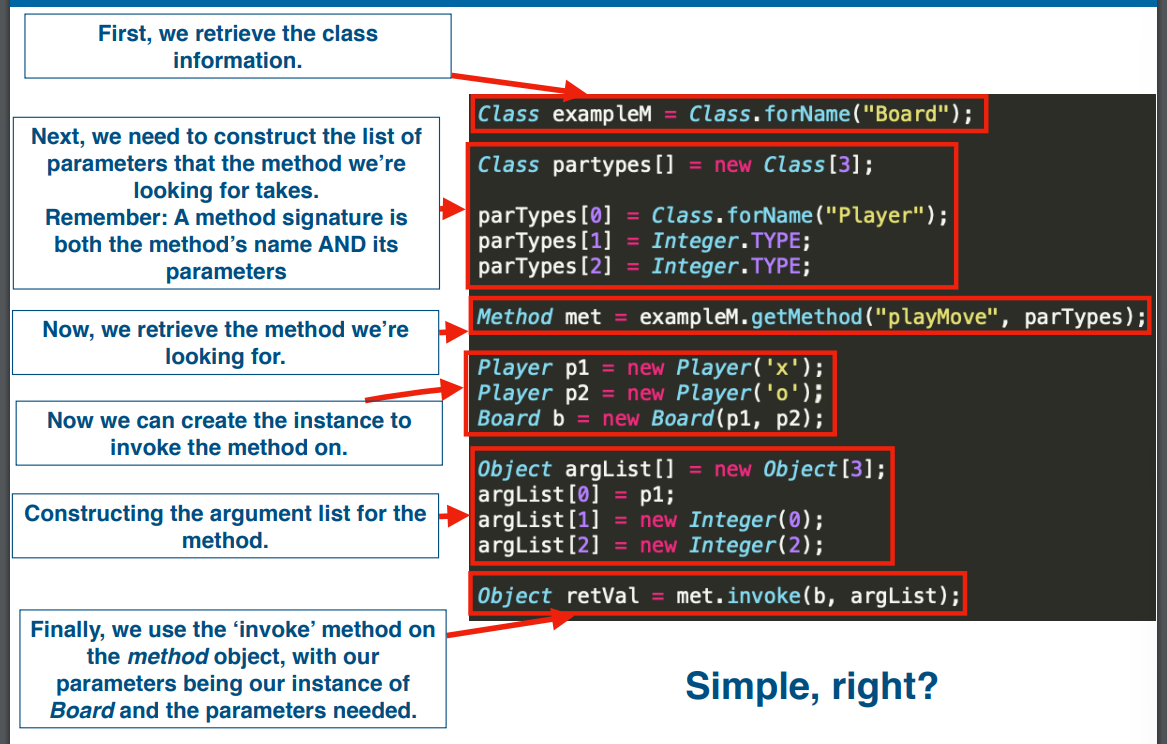 First, we retrieve the class
information.
Class exampleM = Class.forName("Board");
Next, we need to construct the list of
parameters that the method we're
looking for takes.
Remember: A method signature is
both the method's name AND its
parameters
Class partypes[] = new Class[3];
parTypes[0] = Class.forName("Player");
parTypes[1] = Integer.TYPE;
parTypes[2] = Integer.TYPE;
Now, we retrieve the method we're
looking for.
Method met = exampleM.getMethod("playMove", parTypes);
Now we can create the instance to
invoke the method on.
Player p1 = new Player('x');
Player p2 = new Player('o');
Board b = new Board(p1, p2);
Constructing the argument list for the
method.
Object argList[] = new Object[3];
argList[0] = p1;
argList[1] = new Integer(0);
argList[2] = new Integer(2);
Finally, we use the ‘invoke’ method on
the method object, with our
parameters being our instance of
Board and the parameters needed.
Object retVal = met.invoke(b, argList);
Simple, right?